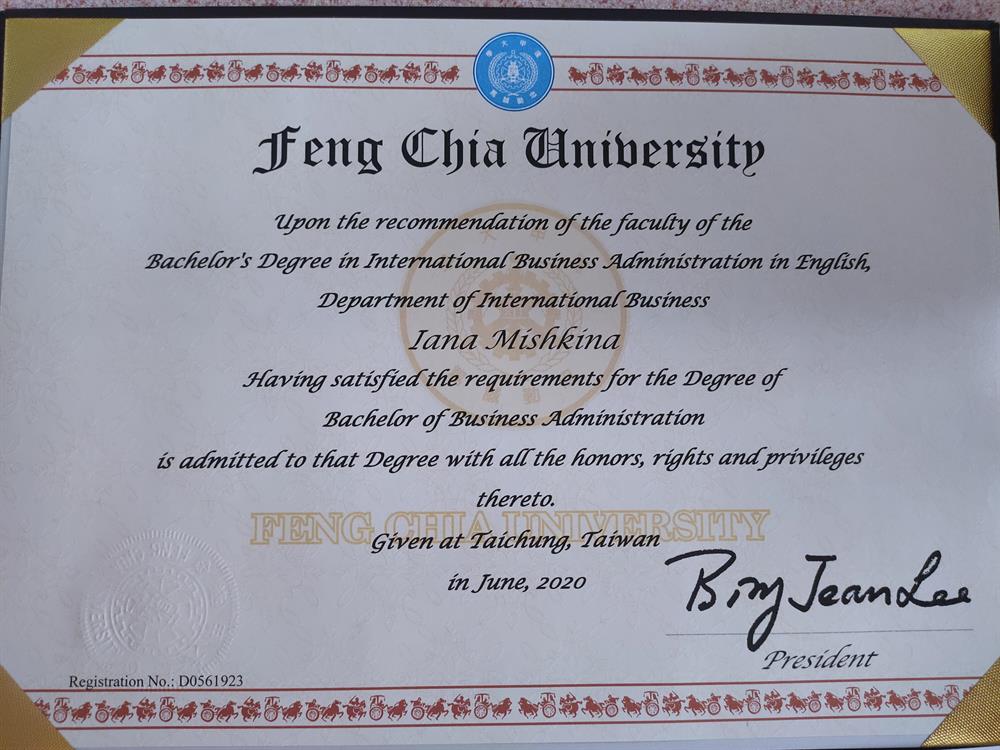 Feng Chia University
Upon the recommendation of the faculty of the
Bachelor's Degree in International Business Administration in English,
Department of International Business
Iana Mishkina
Having satisfied the requirements for the Degree of
Bachelor of Business Administration
is admitted to that Degree with all the honors, rights and privileges
thereto.
FENG CHIA UNIVERSITY
Given at Taichung, Taiwan
in June, 2020
Bing Jean Lee
President
Registration No.: D0561923